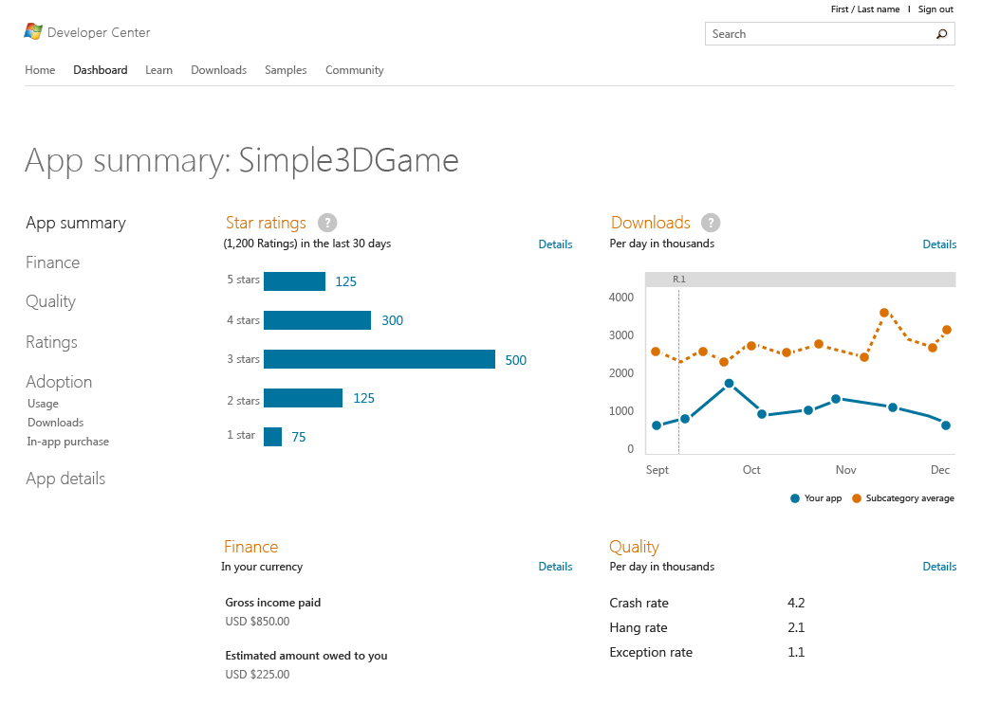 First / Last name | Sign out
Developer Center
Search
Home Dashboard Learn Downloads Samples Community
App summary: Simple3DGame
App summary
Finance
Quality
Ratings
Adoption
Usage
Downloads
In-app purchase
App details
Star ratings ?
(1,200 Ratings) in the last 30 days Details
5 stars 125
4 stars 300
3 stars 500
2 stars 125
1 star 75
Downloads ?
Per day in thousands Details
R.1
4000
3000
2000
1000
0
Sept Oct Nov Dec
Your app Subcategory average
Finance
In your currency Details
Gross income paid
USD $850.00
Estimated amount owed to you
USD $225.00
Quality
Per day in thousands Details
Crash rate 4.2
Hang rate 2.1
Exception rate 1.1